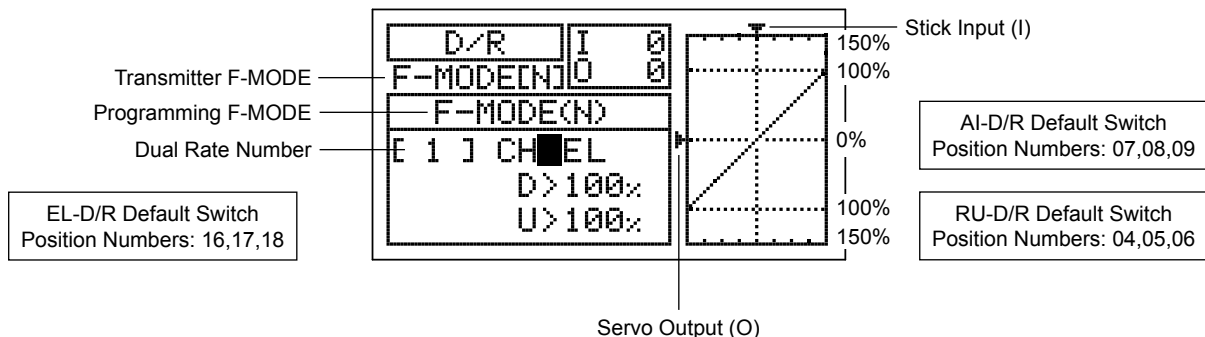 Stick Input (I)
D/R
I 0
O 0
F-MODE[N]
F-MODE(N)
[ 1 ] CH EL
D>100%
U>100%
150%
100%
0%
100%
150%
Transmitter F-MODE
Programming F-MODE
Dual Rate Number
EL-D/R Default Switch
Position Numbers: 16,17,18
AI-D/R Default Switch
Position Numbers: 07,08,09
RU-D/R Default Switch
Position Numbers: 04,05,06
Servo Output (O)